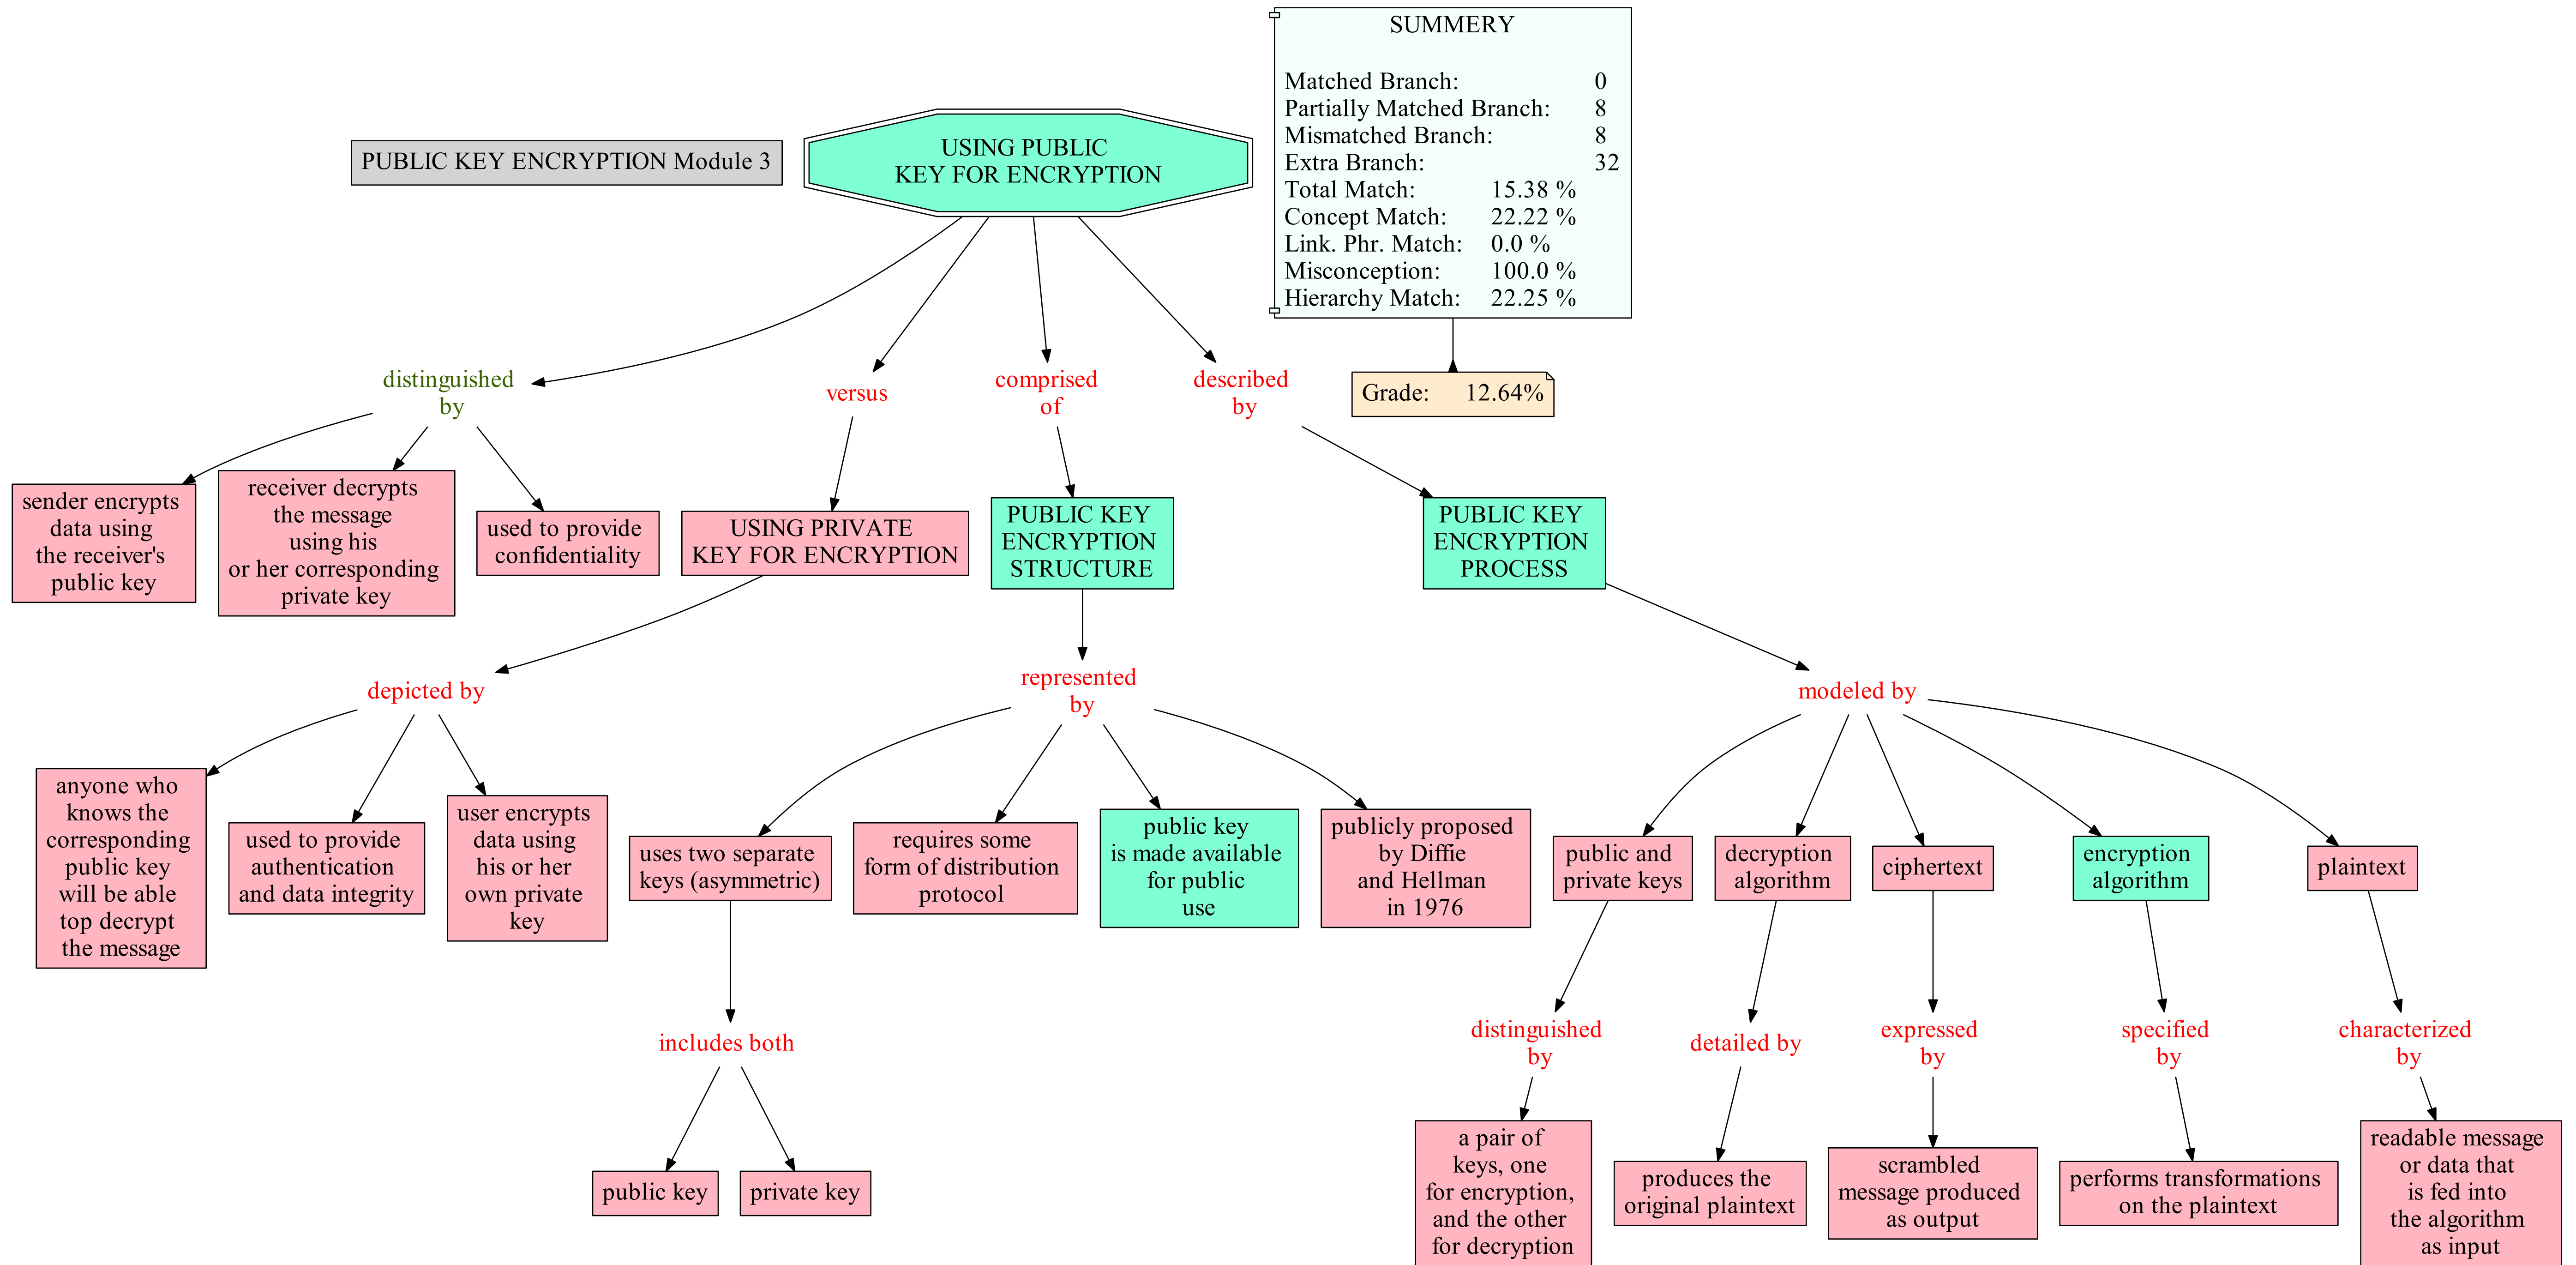 SUMMERY
Matched Branch: 0
Partially Matched Branch: 8
Mismatched Branch: 8
Extra Branch: 32
Total Match: 15.38 %
Concept Match: 22.22 %
Link. Phr. Match: 0.0 %
Misconception: 100.0 %
Hierarchy Match: 22.25 %
PUBLIC KEY ENCRYPTION Module 3
USING PUBLIC
KEY FOR ENCRYPTION
Grade: 12.64%
distinguished
by
versus
comprised
of
described
by
sender encrypts
data using
the receiver's
public key
receiver decrypts
the message
using his
or her corresponding
private key
used to provide
confidentiality
USING PRIVATE
KEY FOR ENCRYPTION
PUBLIC KEY
ENCRYPTION
STRUCTURE
PUBLIC KEY
ENCRYPTION
PROCESS
depicted by
represented
by
modeled by
anyone who
knows the
corresponding
public key
will be able
top decrypt
the message
used to provide
authentication
and data integrity
user encrypts
data using
his or her
own private
key
uses two separate
keys (asymmetric)
requires some
form of distribution
protocol
public key
is made available
for public
use
publicly proposed
by Diffie
and Hellman
in 1976
public and
private keys
decryption
algorithm
ciphertext
encryption
algorithm
plaintext
includes both
distinguished
by
detailed by
expressed
by
specified
by
characterized
by
public key
private key
a pair of
keys, one
for encryption,
and the other
for decryption
produces the
original plaintext
scrambled
message produced
as output
performs transformations
on the plaintext
readable message
or data that
is fed into
the algorithm
as input